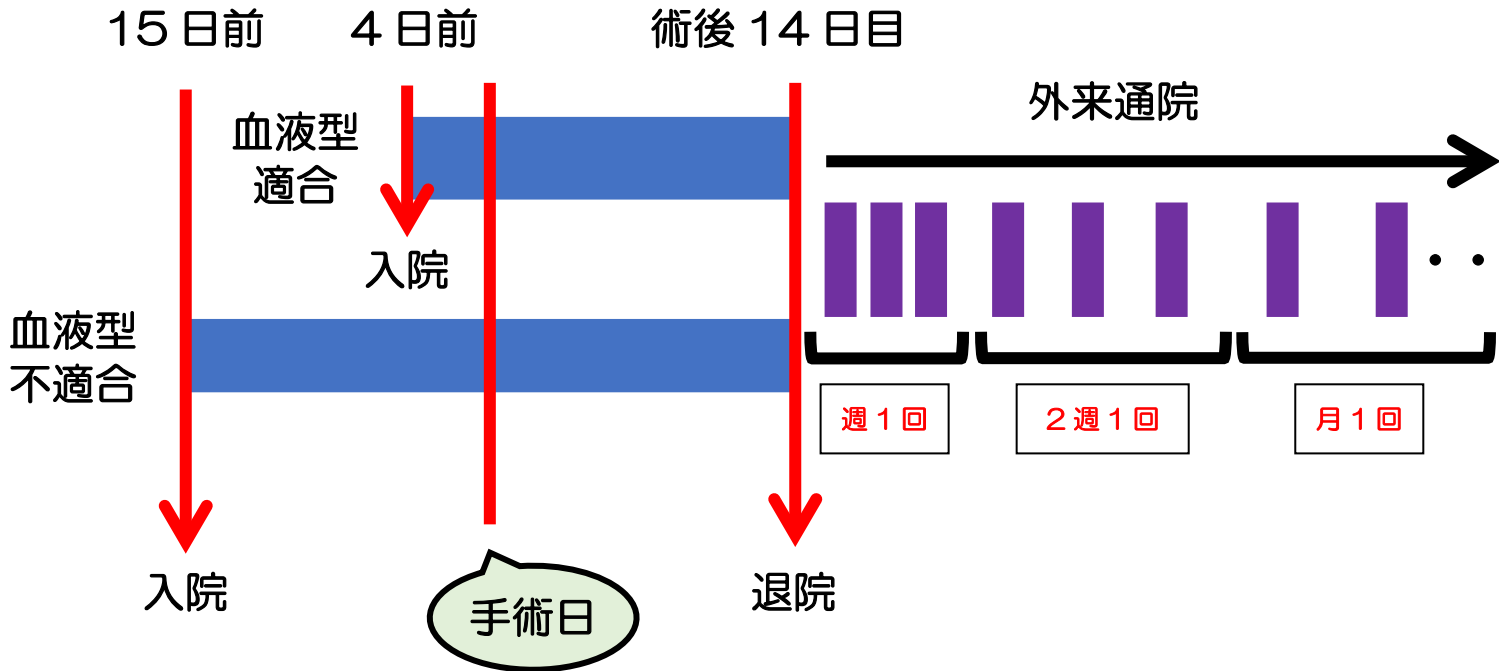 15日前
4日前
術後14日目
外来通院
血液型
適合
入院
血液型
不適合
週1回
2週1回
月1回
入院
手術日
退院